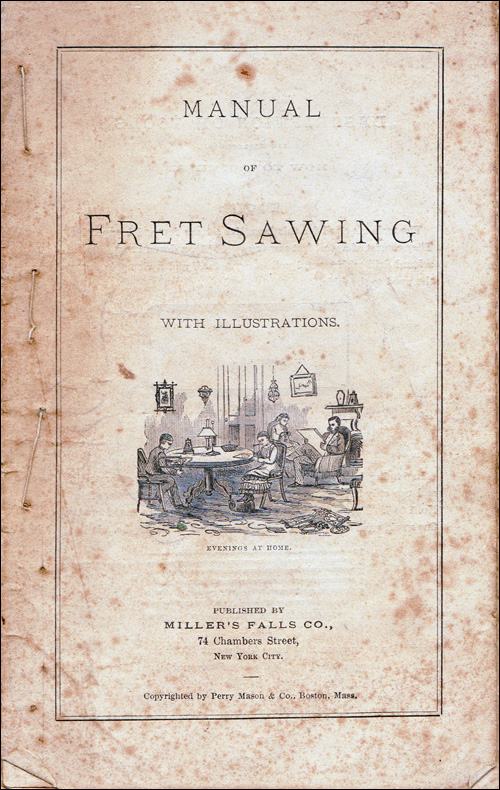 MANUAL
OF
FRET SAWING
WITH ILLUSTRATIONS.
EVENINGS AT HOME.
PUBLISHED BY
MILLER'S FALLS CO.,
74 Chambers Street,
NEW YORK CITY.
Copyrighted by Perry Mason & Co., Boston, Mass.